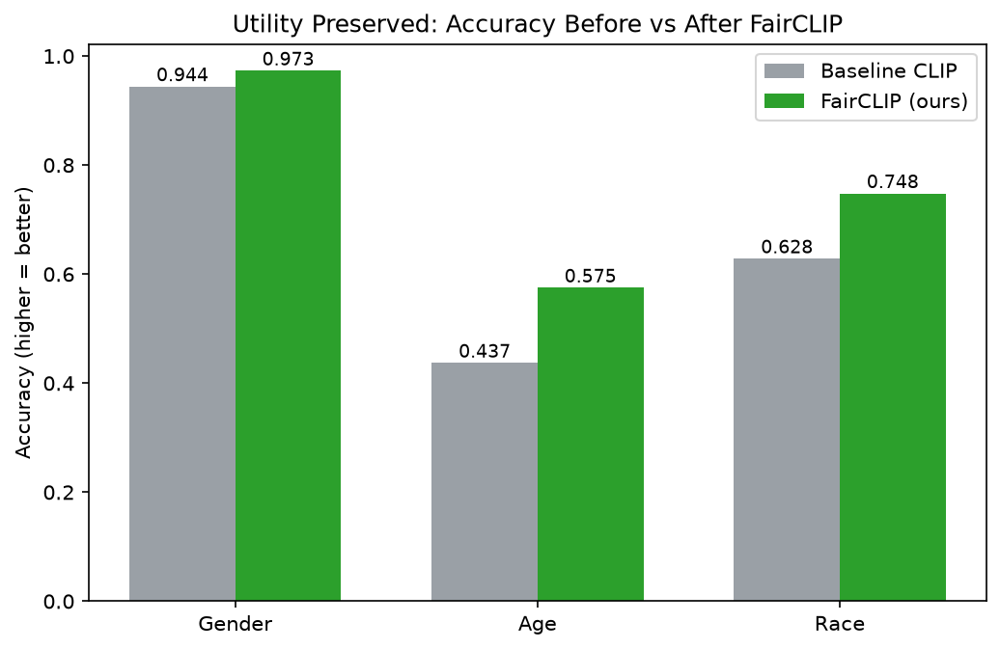 Utility Preserved: Accuracy Before vs After FairCLIP
Accuracy (higher = better)
1.0
0.8
0.6
0.4
0.2
0.0
0.944
0.973
0.437
0.575
0.628
0.748
Baseline CLIP
FairCLIP (ours)
Gender
Age
Race